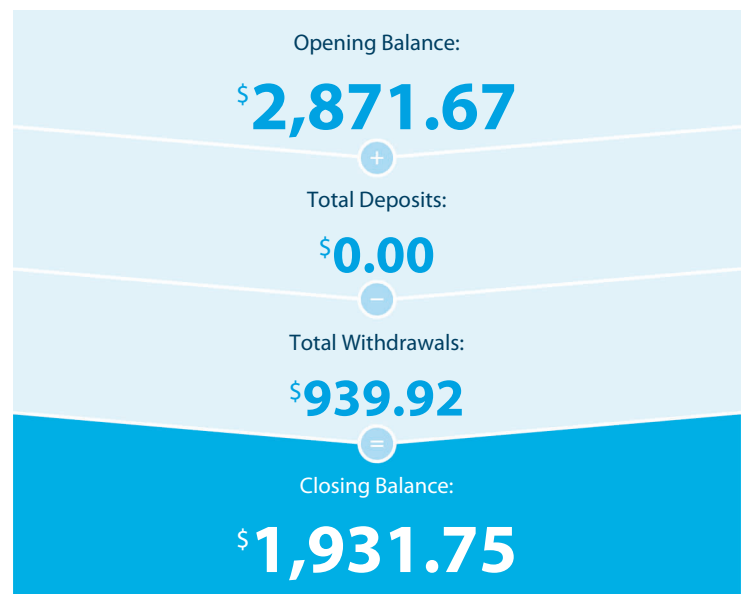 Opening Balance:
$2,871.67
+
Total Deposits:
$0.00
−
Total Withdrawals:
$939.92
=
Closing Balance:
$1,931.75